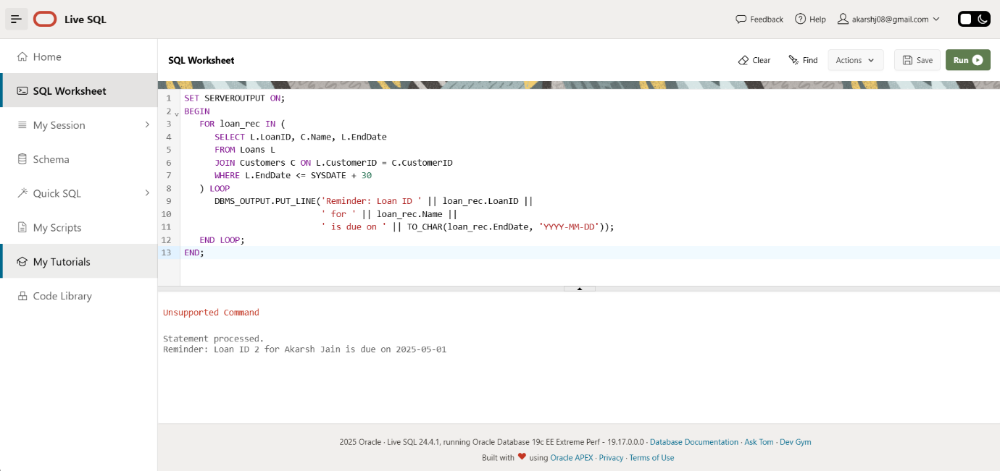 Live SQL
Feedback
Help
akarshj08@gmail.com
Home
SQL Worksheet
My Session
Schema
Quick SQL
My Scripts
My Tutorials
Code Library
SQL Worksheet
Clear
Find
Actions
Save
Run
1 SET SERVEROUTPUT ON;
2 BEGIN
3    FOR loan_rec IN (
4       SELECT L.LoanID, C.Name, L.EndDate
5       FROM Loans L
6       JOIN Customers C ON L.CustomerID = C.CustomerID
7       WHERE L.EndDate <= SYSDATE + 30
8    ) LOOP
9       DBMS_OUTPUT.PUT_LINE('Reminder: Loan ID ' || loan_rec.LoanID ||
10                            ' for ' || loan_rec.Name ||
11                            ' is due on ' || TO_CHAR(loan_rec.EndDate, 'YYYY-MM-DD'));
12    END LOOP;
13 END;
Unsupported Command
Statement processed.
Reminder: Loan ID 2 for Akarsh Jain is due on 2025-05-01
2025 Oracle · Live SQL 24.4.1, running Oracle Database 19c EE Extreme Perf - 19.17.0.0.0 · Database Documentation · Ask Tom · Dev Gym
Built with ❤ using Oracle APEX · Privacy · Terms of Use